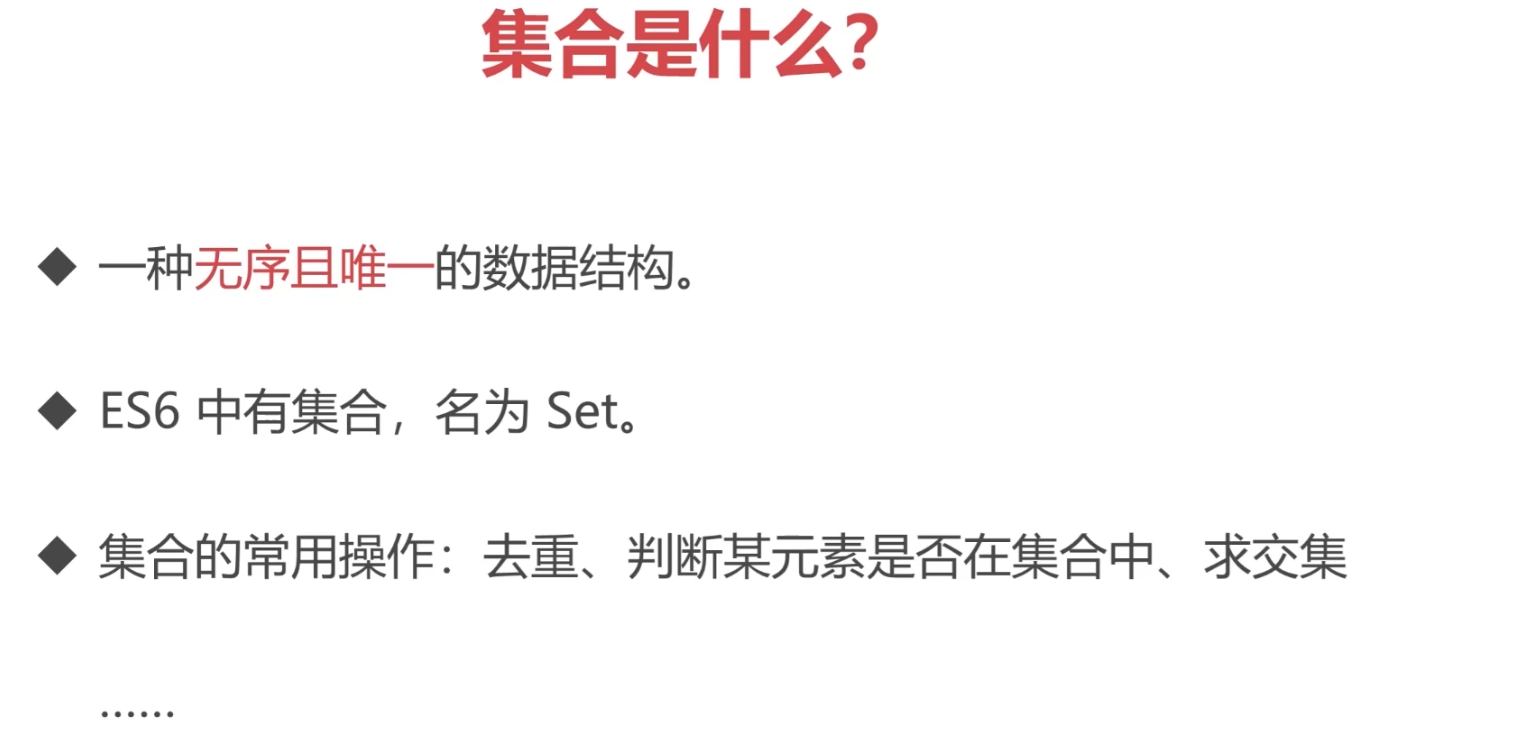 集合是什么？
◆ 一种无序且唯一的数据结构。
◆ ES6 中有集合，名为 Set。
◆ 集合的常用操作：去重、判断某元素是否在集合中、求交集
……